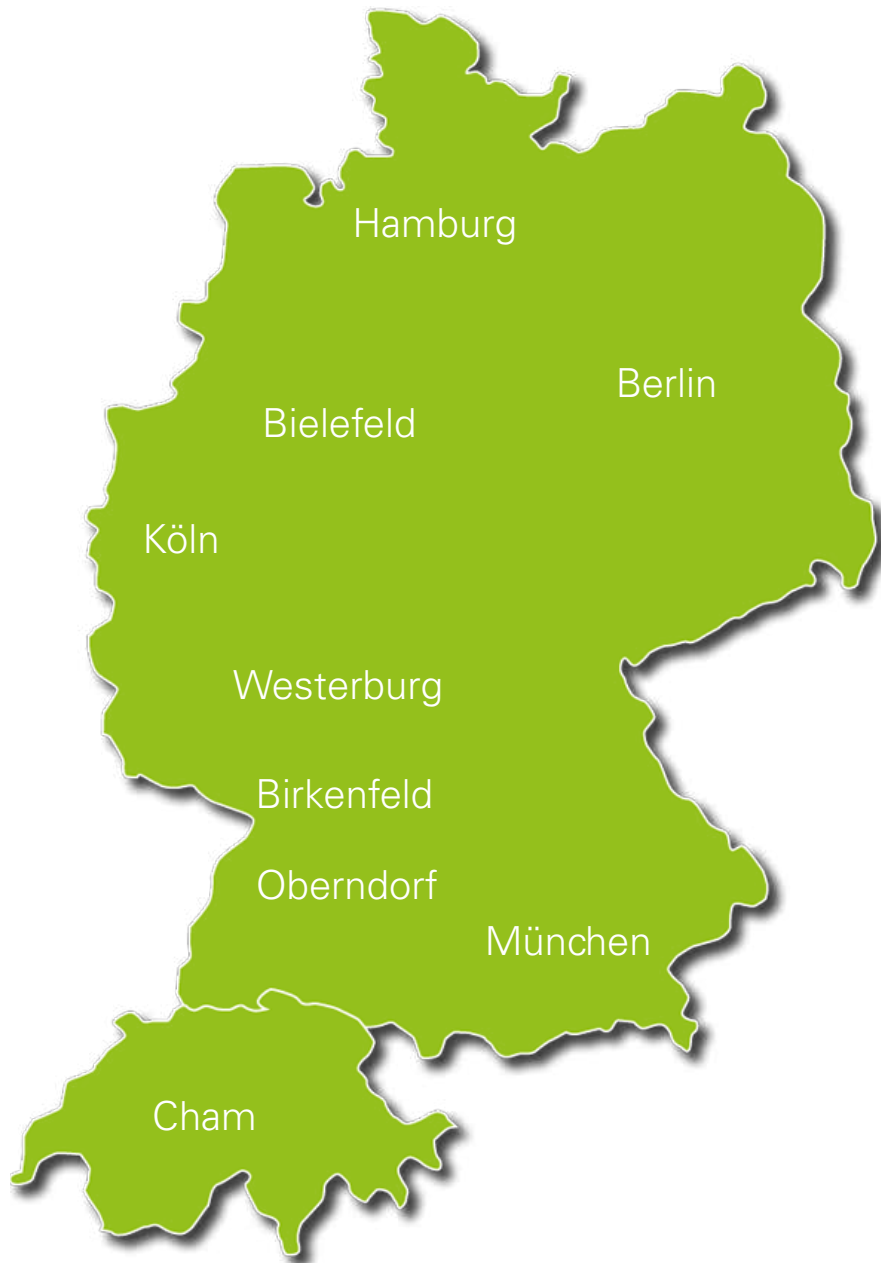 Hamburg
Berlin
Bielefeld
Köln
Westerburg
Birkenfeld
Oberndorf
München
Cham